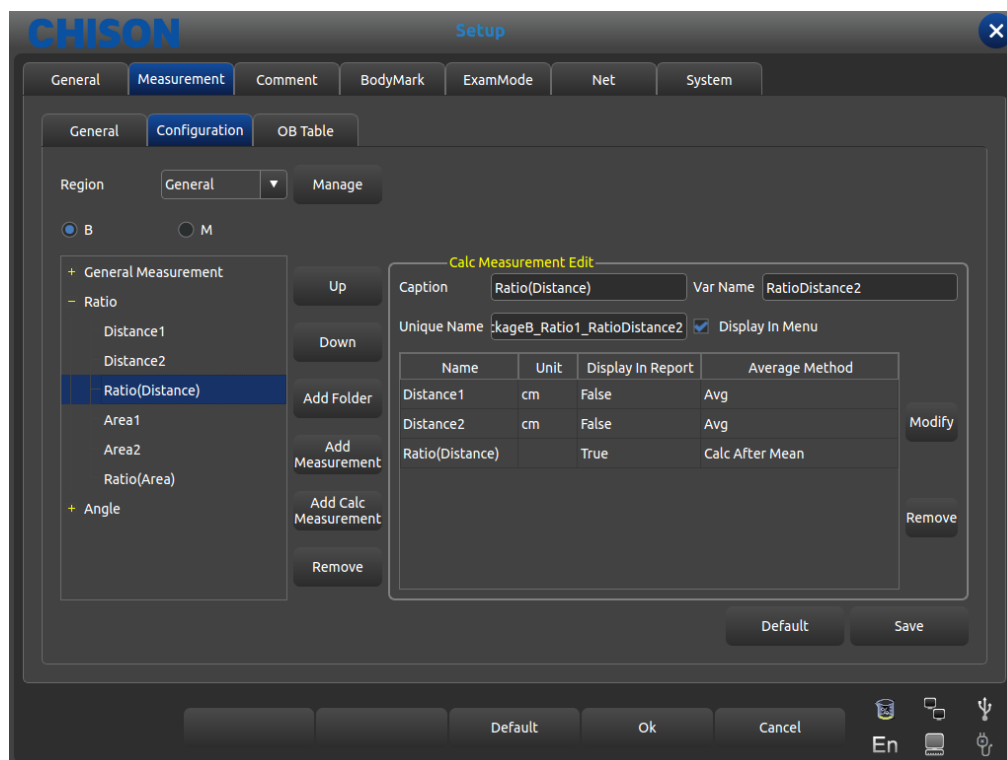 CHISON
Setup
General Measurement Comment BodyMark ExamMode Net System
General Configuration OB Table
Region General Manage
B M
+ General Measurement
− Ratio
Distance1
Distance2
Ratio(Distance)
Area1
Area2
Ratio(Area)
+ Angle
Up
Down
Add Folder
Add
Measurement
Add Calc
Measurement
Remove
Calc Measurement Edit
Caption Ratio(Distance) Var Name RatioDistance2
Unique Name :kageB_Ratio1_RatioDistance2 Display In Menu
Name Unit Display In Report Average Method
Distance1 cm False Avg
Distance2 cm False Avg
Ratio(Distance) True Calc After Mean
Modify
Remove
Default Save
Default Ok Cancel
En